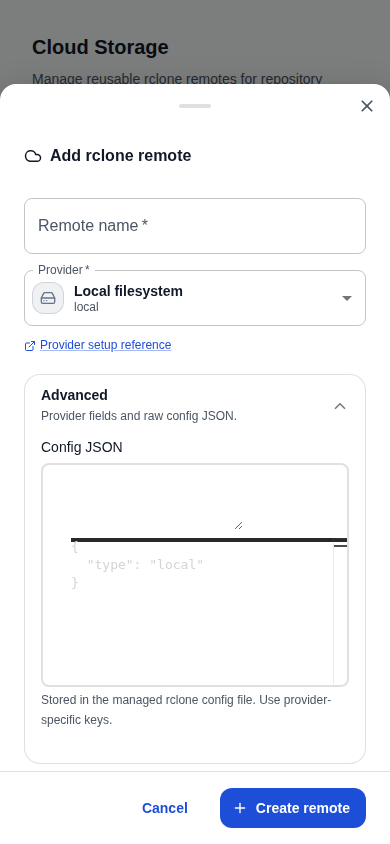 Cloud Storage
Manage reusable rclone remotes for repository
Add rclone remote
Remote name *
Provider *
Local filesystem
local
Provider setup reference
Advanced
Provider fields and raw config JSON.
Config JSON
{
"type": "local"
}
Stored in the managed rclone config file. Use provider-
specific keys.
Cancel
Create remote